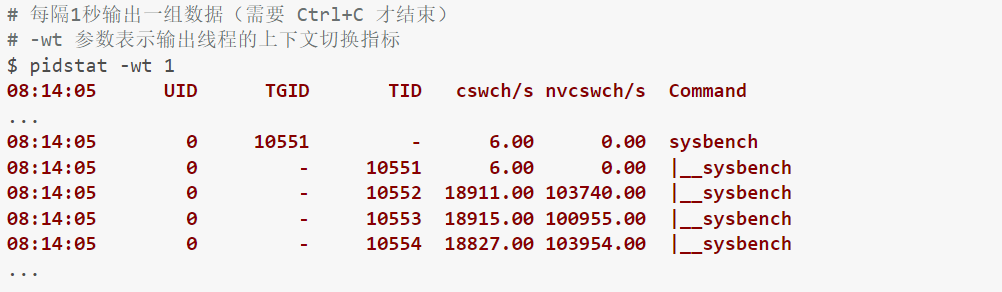 # 每隔1秒输出一组数据（需要 Ctrl+C 才结束）
# -wt 参数表示输出线程的上下文切换指标
$ pidstat -wt 1
08:14:05      UID      TGID       TID   cswch/s nvcswch/s  Command
...
08:14:05        0     10551         -      6.00      0.00  sysbench
08:14:05        0         -     10551      6.00      0.00  |__sysbench
08:14:05        0         -     10552  18911.00 103740.00  |__sysbench
08:14:05        0         -     10553  18915.00 100955.00  |__sysbench
08:14:05        0         -     10554  18827.00 103954.00  |__sysbench
...